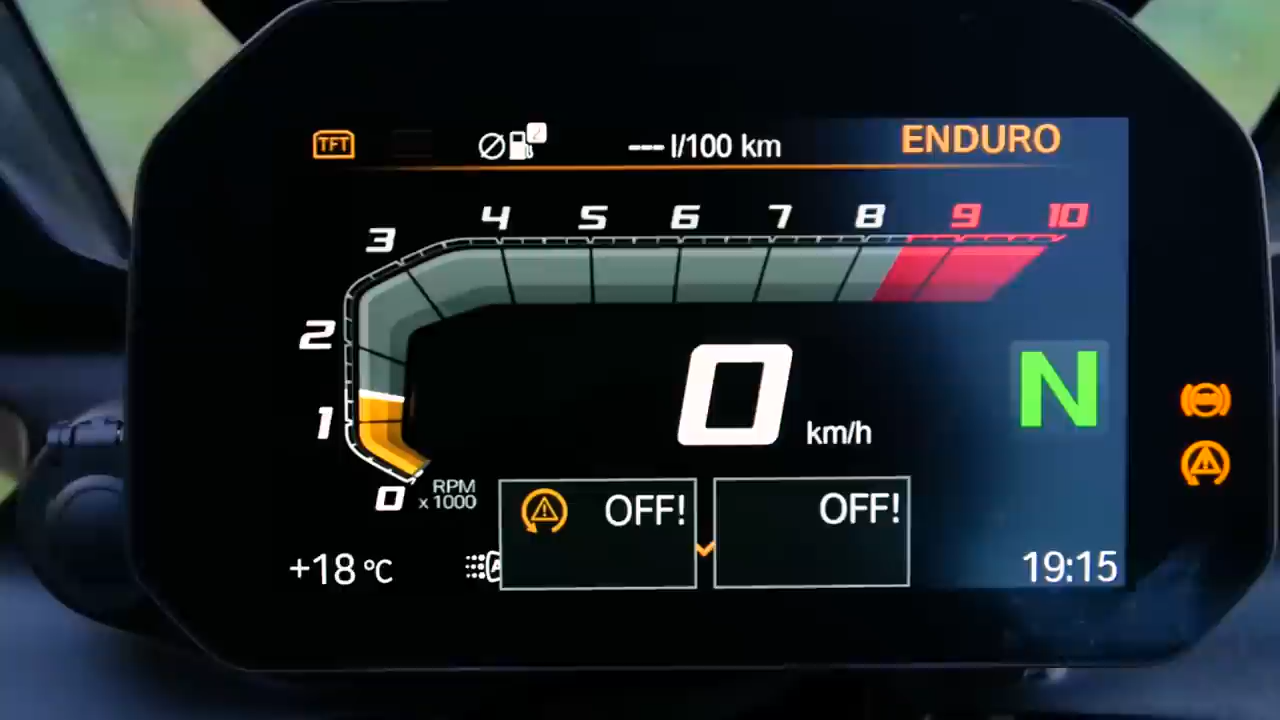 TFT
2
--- l/100 km
ENDURO
3 4 5 6 7 8 9 10
2
1
0
RPM
x 1000
0 km/h
N
OFF!
OFF!
+18 °C
A
19:15